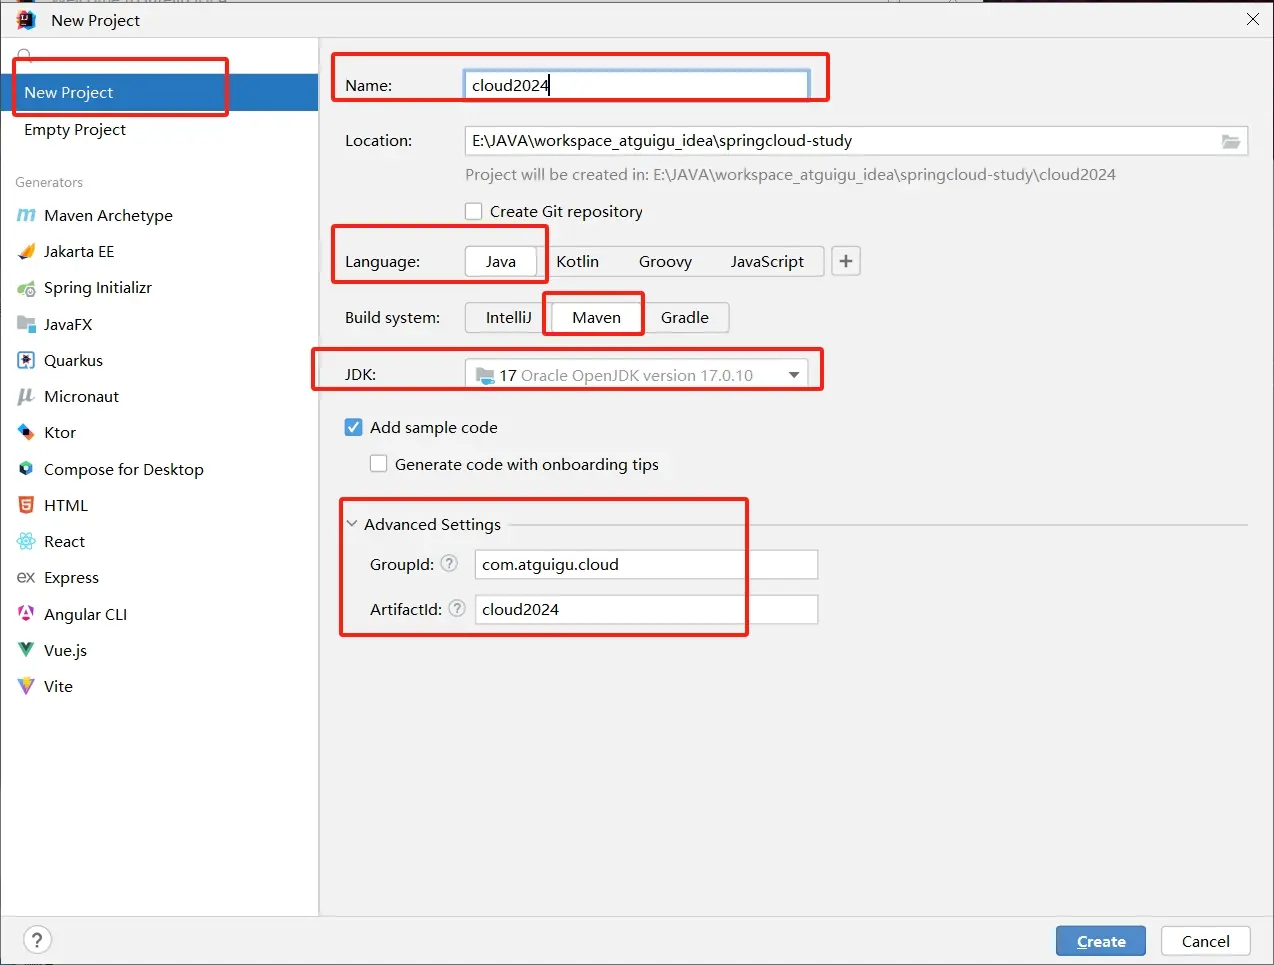 New Project
New Project
Empty Project
Generators
Maven Archetype
Jakarta EE
Spring Initializr
JavaFX
Quarkus
Micronaut
Ktor
Compose for Desktop
HTML
React
ex Express
Angular CLI
Vue.js
Vite
Name: cloud2024
Location: E:\JAVA\workspace_atguigu_idea\springcloud-study
Project will be created in: E:\JAVA\workspace_atguigu_idea\springcloud-study\cloud2024
Create Git repository
Language: Java Kotlin Groovy JavaScript +
Build system: IntelliJ Maven Gradle
JDK: 17 Oracle OpenJDK version 17.0.10
Add sample code
Generate code with onboarding tips
Advanced Settings
GroupId: ? com.atguigu.cloud
ArtifactId: ? cloud2024
? Create Cancel